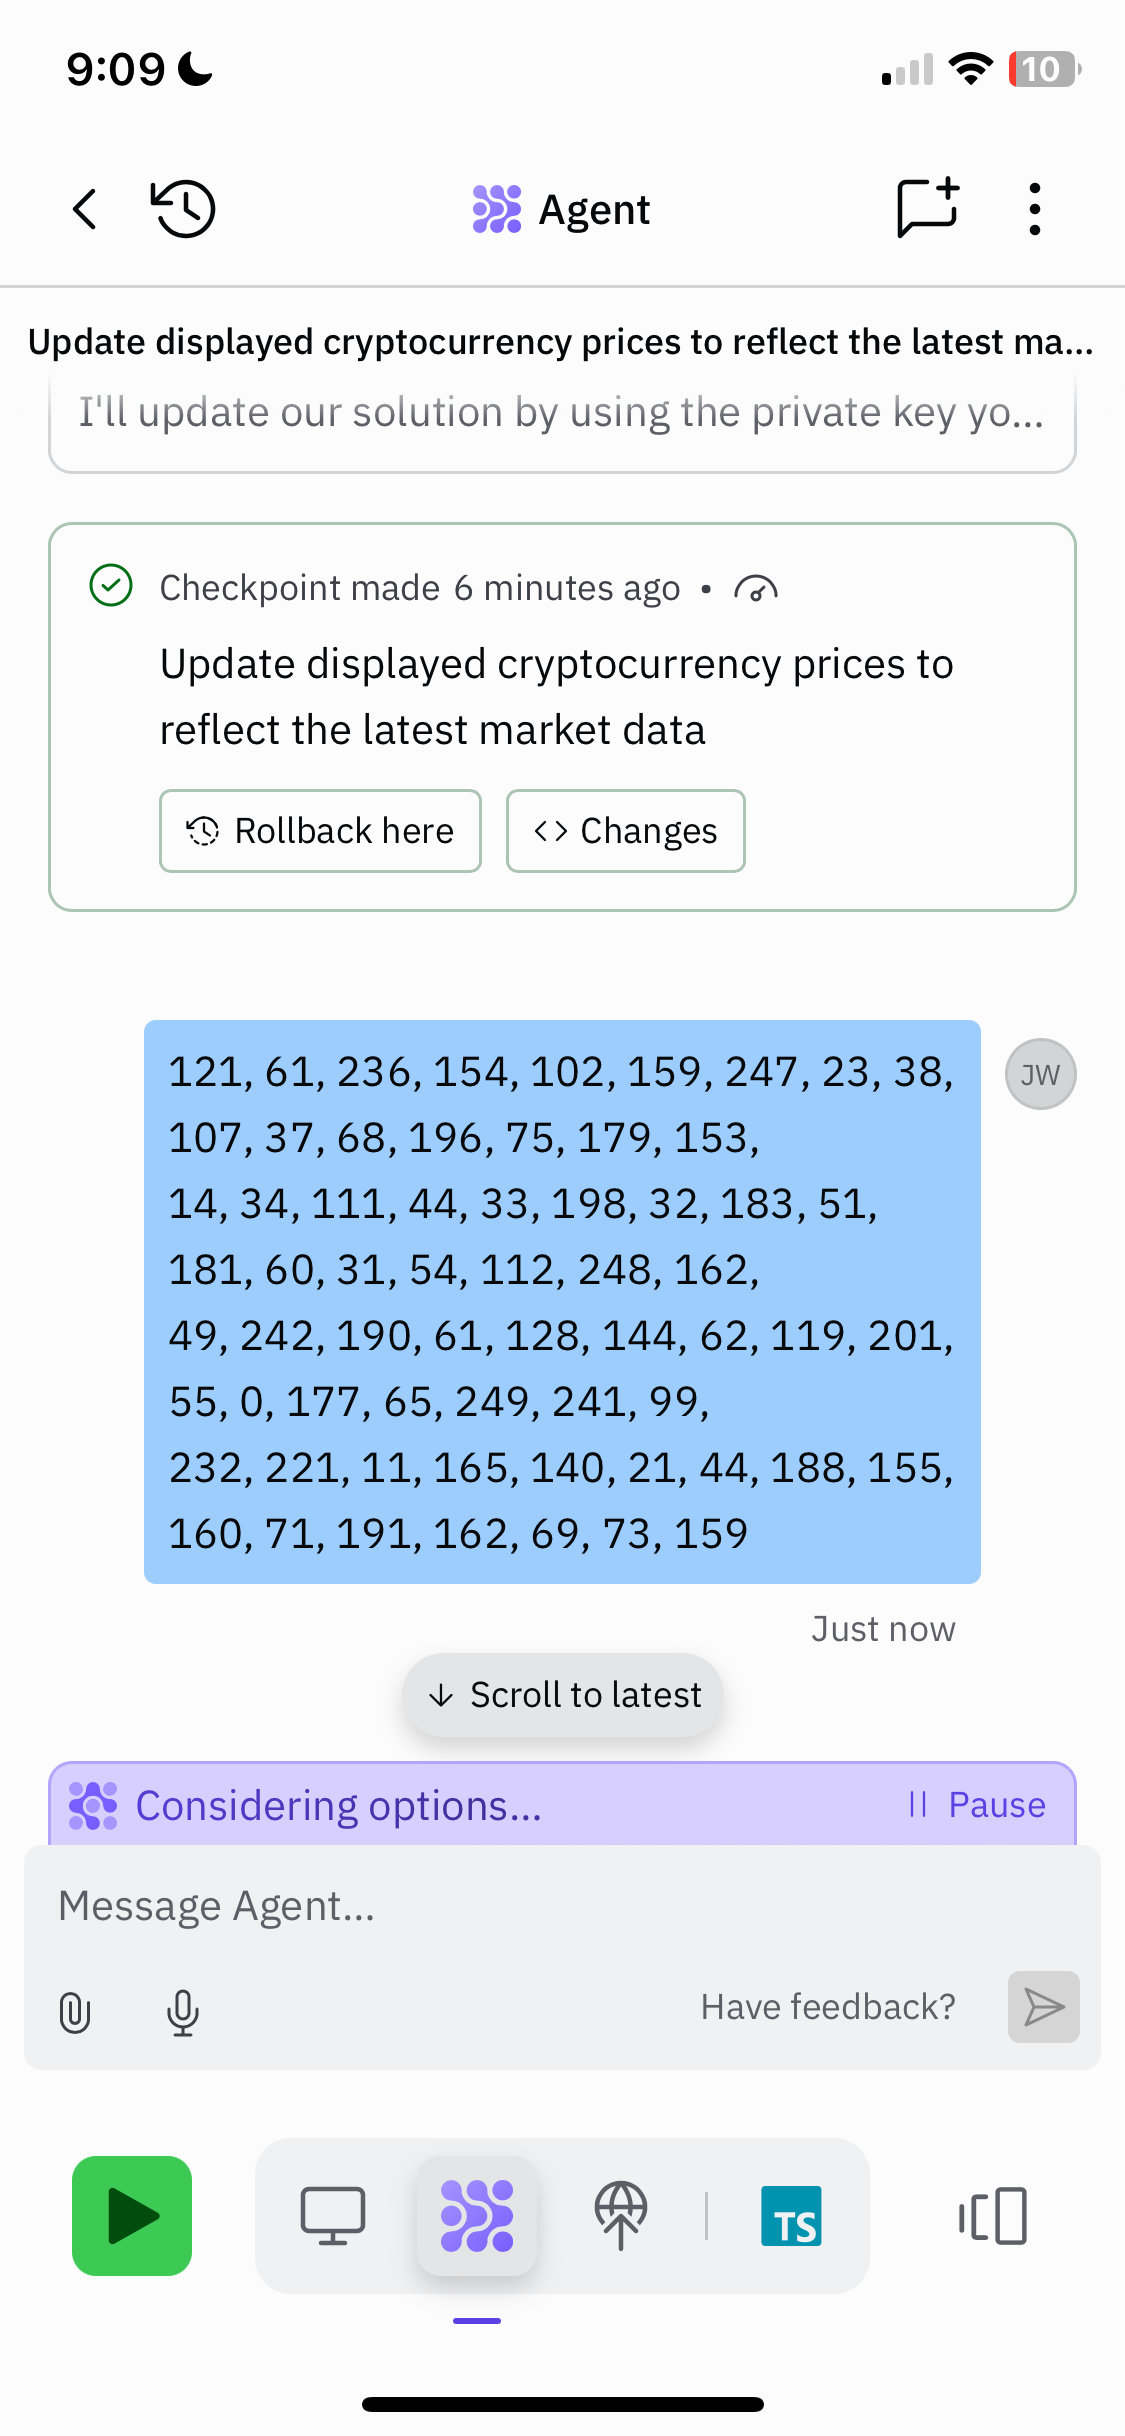 9:09
10
Agent
Update displayed cryptocurrency prices to reflect the latest ma...
I'll update our solution by using the private key yo...
Checkpoint made 6 minutes ago •
Update displayed cryptocurrency prices to
reflect the latest market data
Rollback here
Changes
121, 61, 236, 154, 102, 159, 247, 23, 38,
JW
107, 37, 68, 196, 75, 179, 153,
14, 34, 111, 44, 33, 198, 32, 183, 51,
181, 60, 31, 54, 112, 248, 162,
49, 242, 190, 61, 128, 144, 62, 119, 201,
55, 0, 177, 65, 249, 241, 99,
232, 221, 11, 165, 140, 21, 44, 188, 155,
160, 71, 191, 162, 69, 73, 159
Just now
Scroll to latest
Considering options...
Pause
Message Agent...
Have feedback?
TS